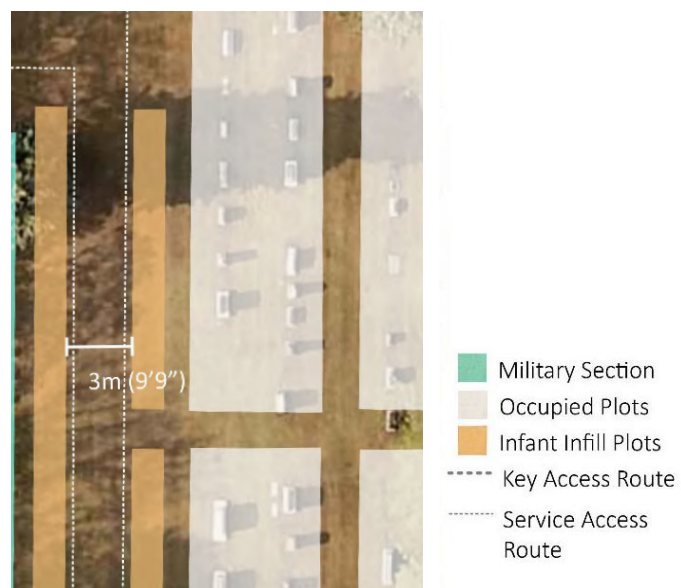 3m (9’9”)
Military Section
Occupied Plots
Infant Infill Plots
Key Access Route
Service Access
Route